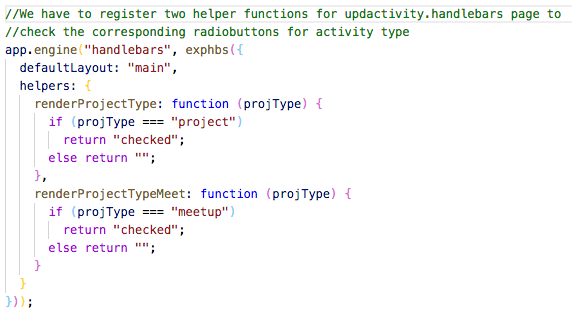 //We have to register two helper functions for updactivity.handlebars page to
//check the corresponding radiobuttons for activity type
app.engine("handlebars", exphbs({
  defaultLayout: "main",
  helpers: {
    renderProjectType: function (projType) {
      if (projType === "project")
        return "checked";
      else return "";
    },
    renderProjectTypeMeet: function (projType) {
      if (projType === "meetup")
        return "checked";
      else return "";
    }
  }
}));